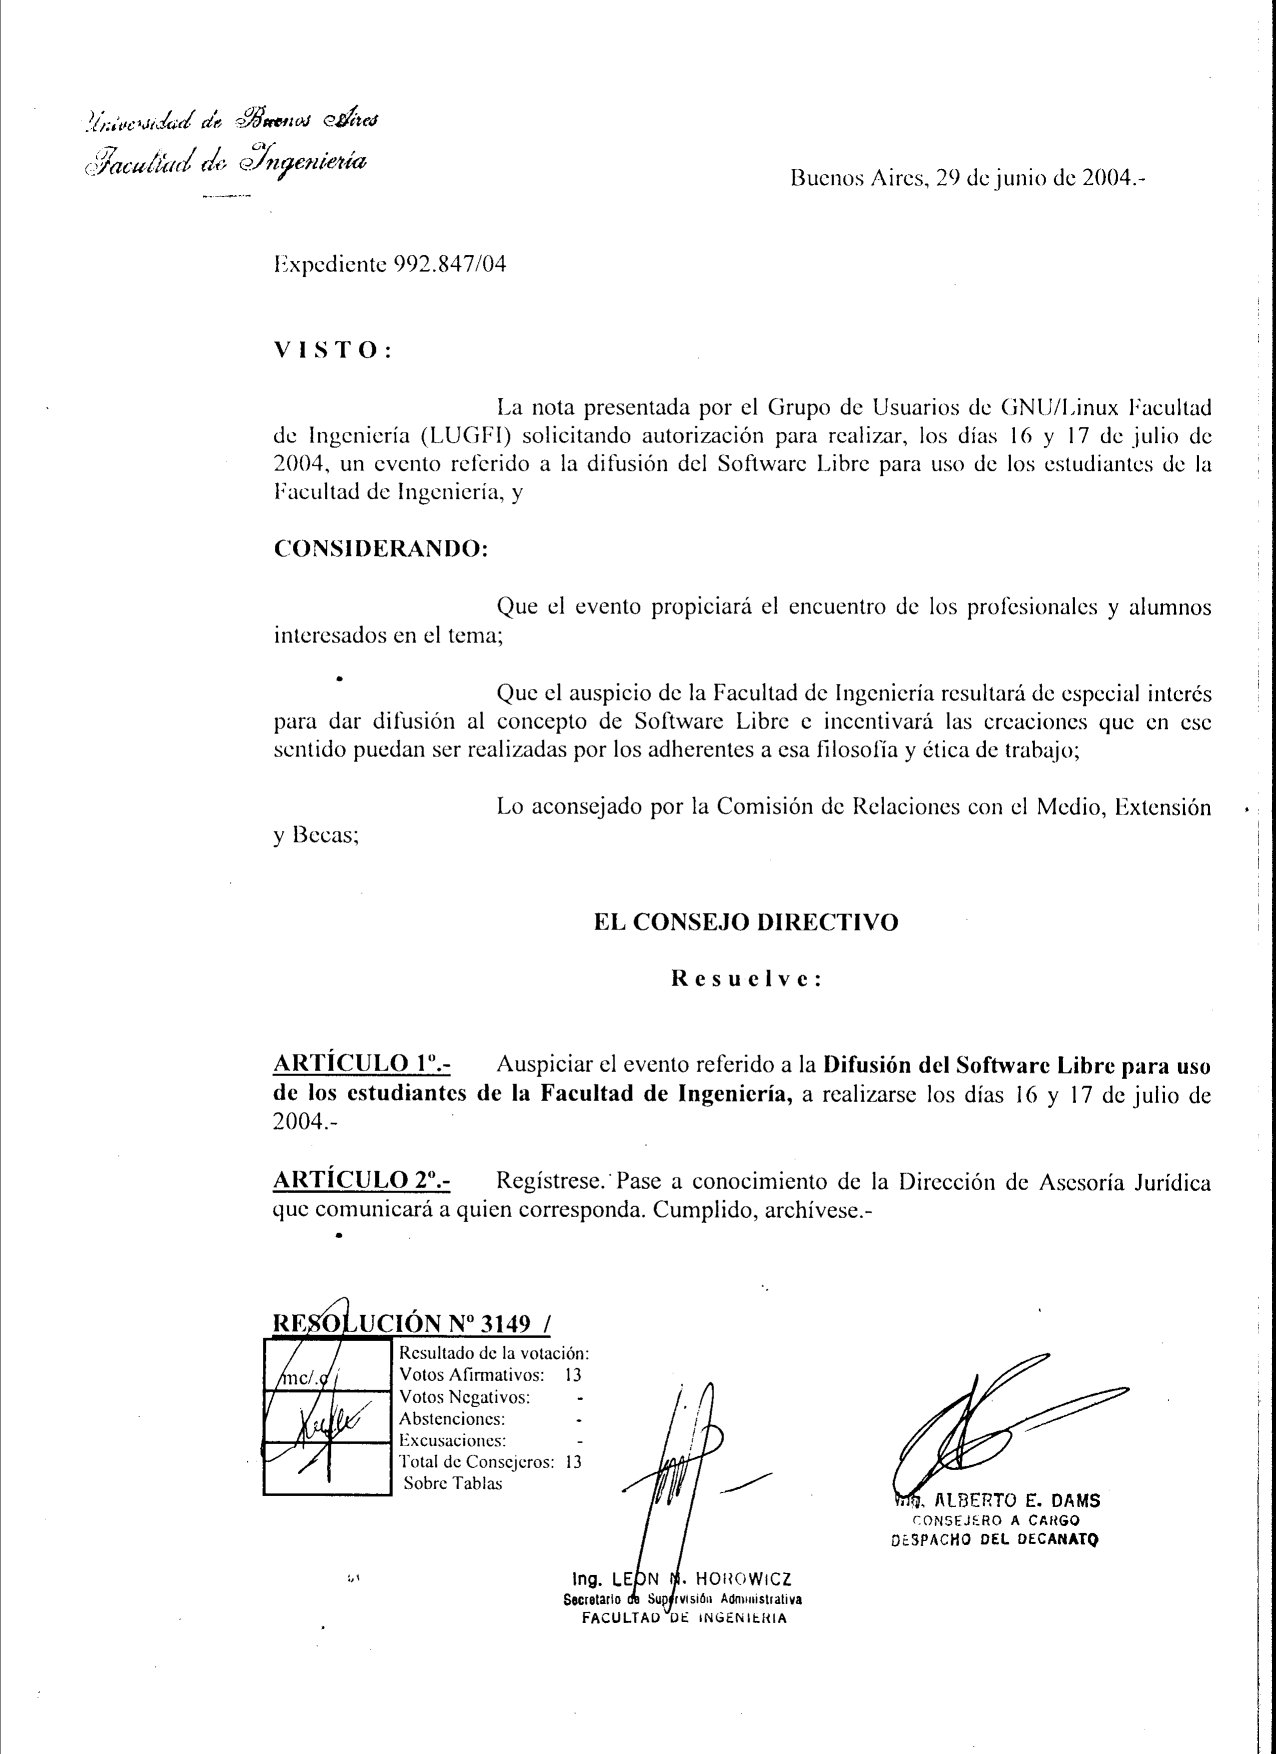 Universidad de Buenos Aires
Facultad de Ingeniería
Buenos Aires, 29 de junio de 2004.-
Expediente 992.847/04
V I S T O :
La nota presentada por el Grupo de Usuarios de GNU/Linux Facultad
de Ingeniería (LUGFI) solicitando autorización para realizar, los días 16 y 17 de julio de
2004, un evento referido a la difusión del Software Libre para uso de los estudiantes de la
Facultad de Ingeniería, y
CONSIDERANDO:
Que el evento propiciará el encuentro de los profesionales y alumnos
interesados en el tema;
Que el auspicio de la Facultad de Ingeniería resultará de especial interés
para dar difusión al concepto de Software Libre e incentivará las creaciones que en ese
sentido puedan ser realizadas por los adherentes a esa filosofía y ética de trabajo;
Lo aconsejado por la Comisión de Relaciones con el Medio, Extensión
y Becas;
EL CONSEJO DIRECTIVO
R e s u e l v e :
ARTÍCULO 1º.- Auspiciar el evento referido a la Difusión del Software Libre para uso
de los estudiantes de la Facultad de Ingeniería, a realizarse los días 16 y 17 de julio de
2004.-
ARTÍCULO 2º.- Regístrese. Pase a conocimiento de la Dirección de Asesoría Jurídica
que comunicará a quien corresponda. Cumplido, archívese.-
RESOLUCIÓN Nº 3149 /
Resultado de la votación:
Votos Afirmativos: 13
Votos Negativos: -
Abstenciones: -
Excusaciones: -
Total de Consejeros: 13
Sobre Tablas
Ing. ALBERTO E. DAMS
CONSEJERO A CARGO
DESPACHO DEL DECANATO
Ing. LEON M. HOROWICZ
Secretario de Supervisión Administrativa
FACULTAD DE INGENIERIA